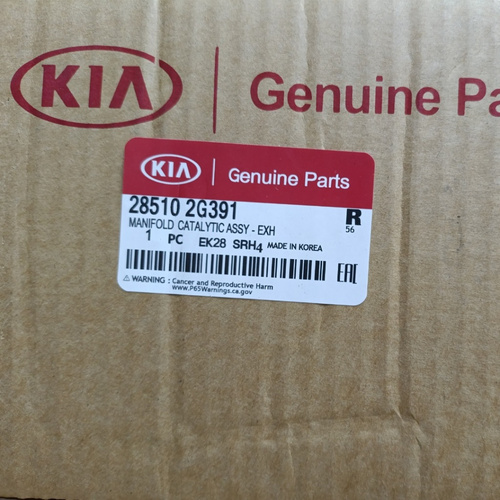 KIA Genuine Pa
KIA Genuine Parts
28510 2G391 R
MANIFOLD CATALYTIC ASSY - EXH 56
1 PC EK28 SRH4 MADE IN KOREA
EAC
⚠ WARNING : Cancer and Reproductive Harm
www.P65Warnings.ca.gov